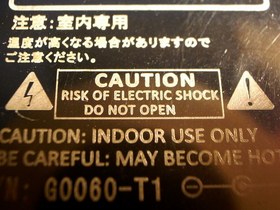 注意：室内専用
温度が高くなる場合がありますので
ご注意ください。
CAUTION
RISK OF ELECTRIC SHOCK
DO NOT OPEN
CAUTION: INDOOR USE ONLY
BE CAREFUL: MAY BECOME HOT
/N: G0060-T1